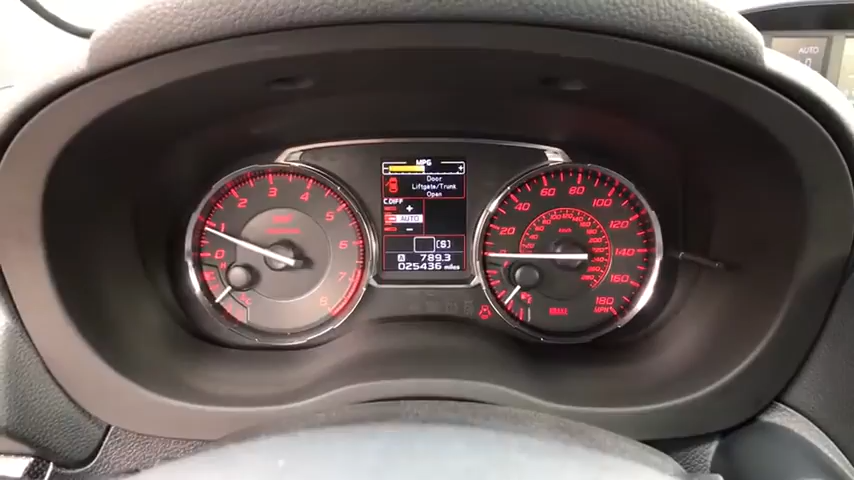 AUTO
MPG
- +
Door
Liftgate/Trunk
Open
C.DIFF
+
AUTO
-
[S]
A 789.3
025436 miles
0
1
2
3
4
5
6
7
8
H
C
20
40
60
80
100
120
140
160
180
MPH
km/h